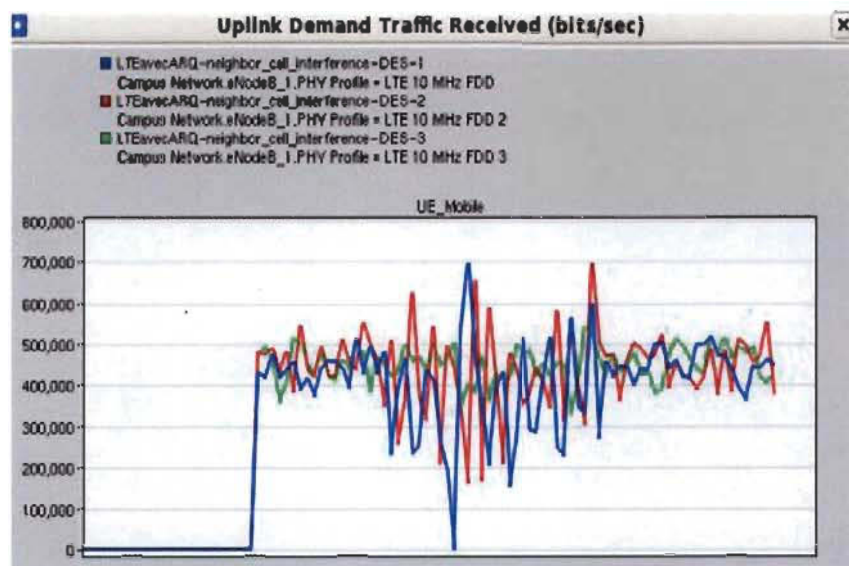 Uplink Demand Traffic Received (bits/sec)
LTEavecARQ-neighbor_cell_interference-DES-1
Campus Network.eNodeB_1.PHY Profile = LTE 10 MHz FDD
LTEavecARQ-neighbor_cell_interference-DES-2
Campus Network.eNodeB_1.PHY Profile = LTE 10 MHz FDD 2
LTEavecARQ-neighbor_cell_interference-DES-3
Campus Network.eNodeB_1.PHY Profile = LTE 10 MHz FDD 3
UE_Mobile
800,000
700,000
600,000
500,000
400,000
300,000
200,000
100,000
0